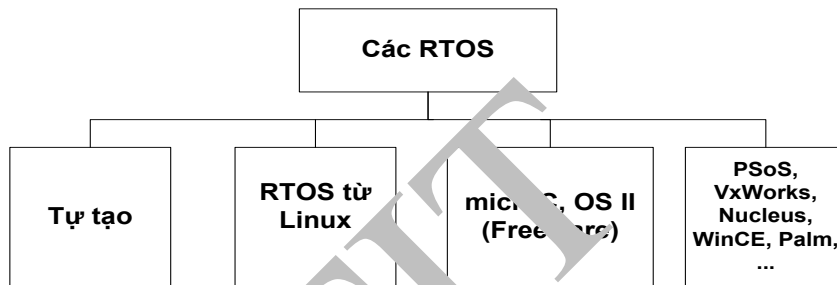 Các RTOS
Tự tạo
RTOS từ
Linux
OS II
PSoS,
VxWorks,
Nucleus,
WinCE, Palm,
...